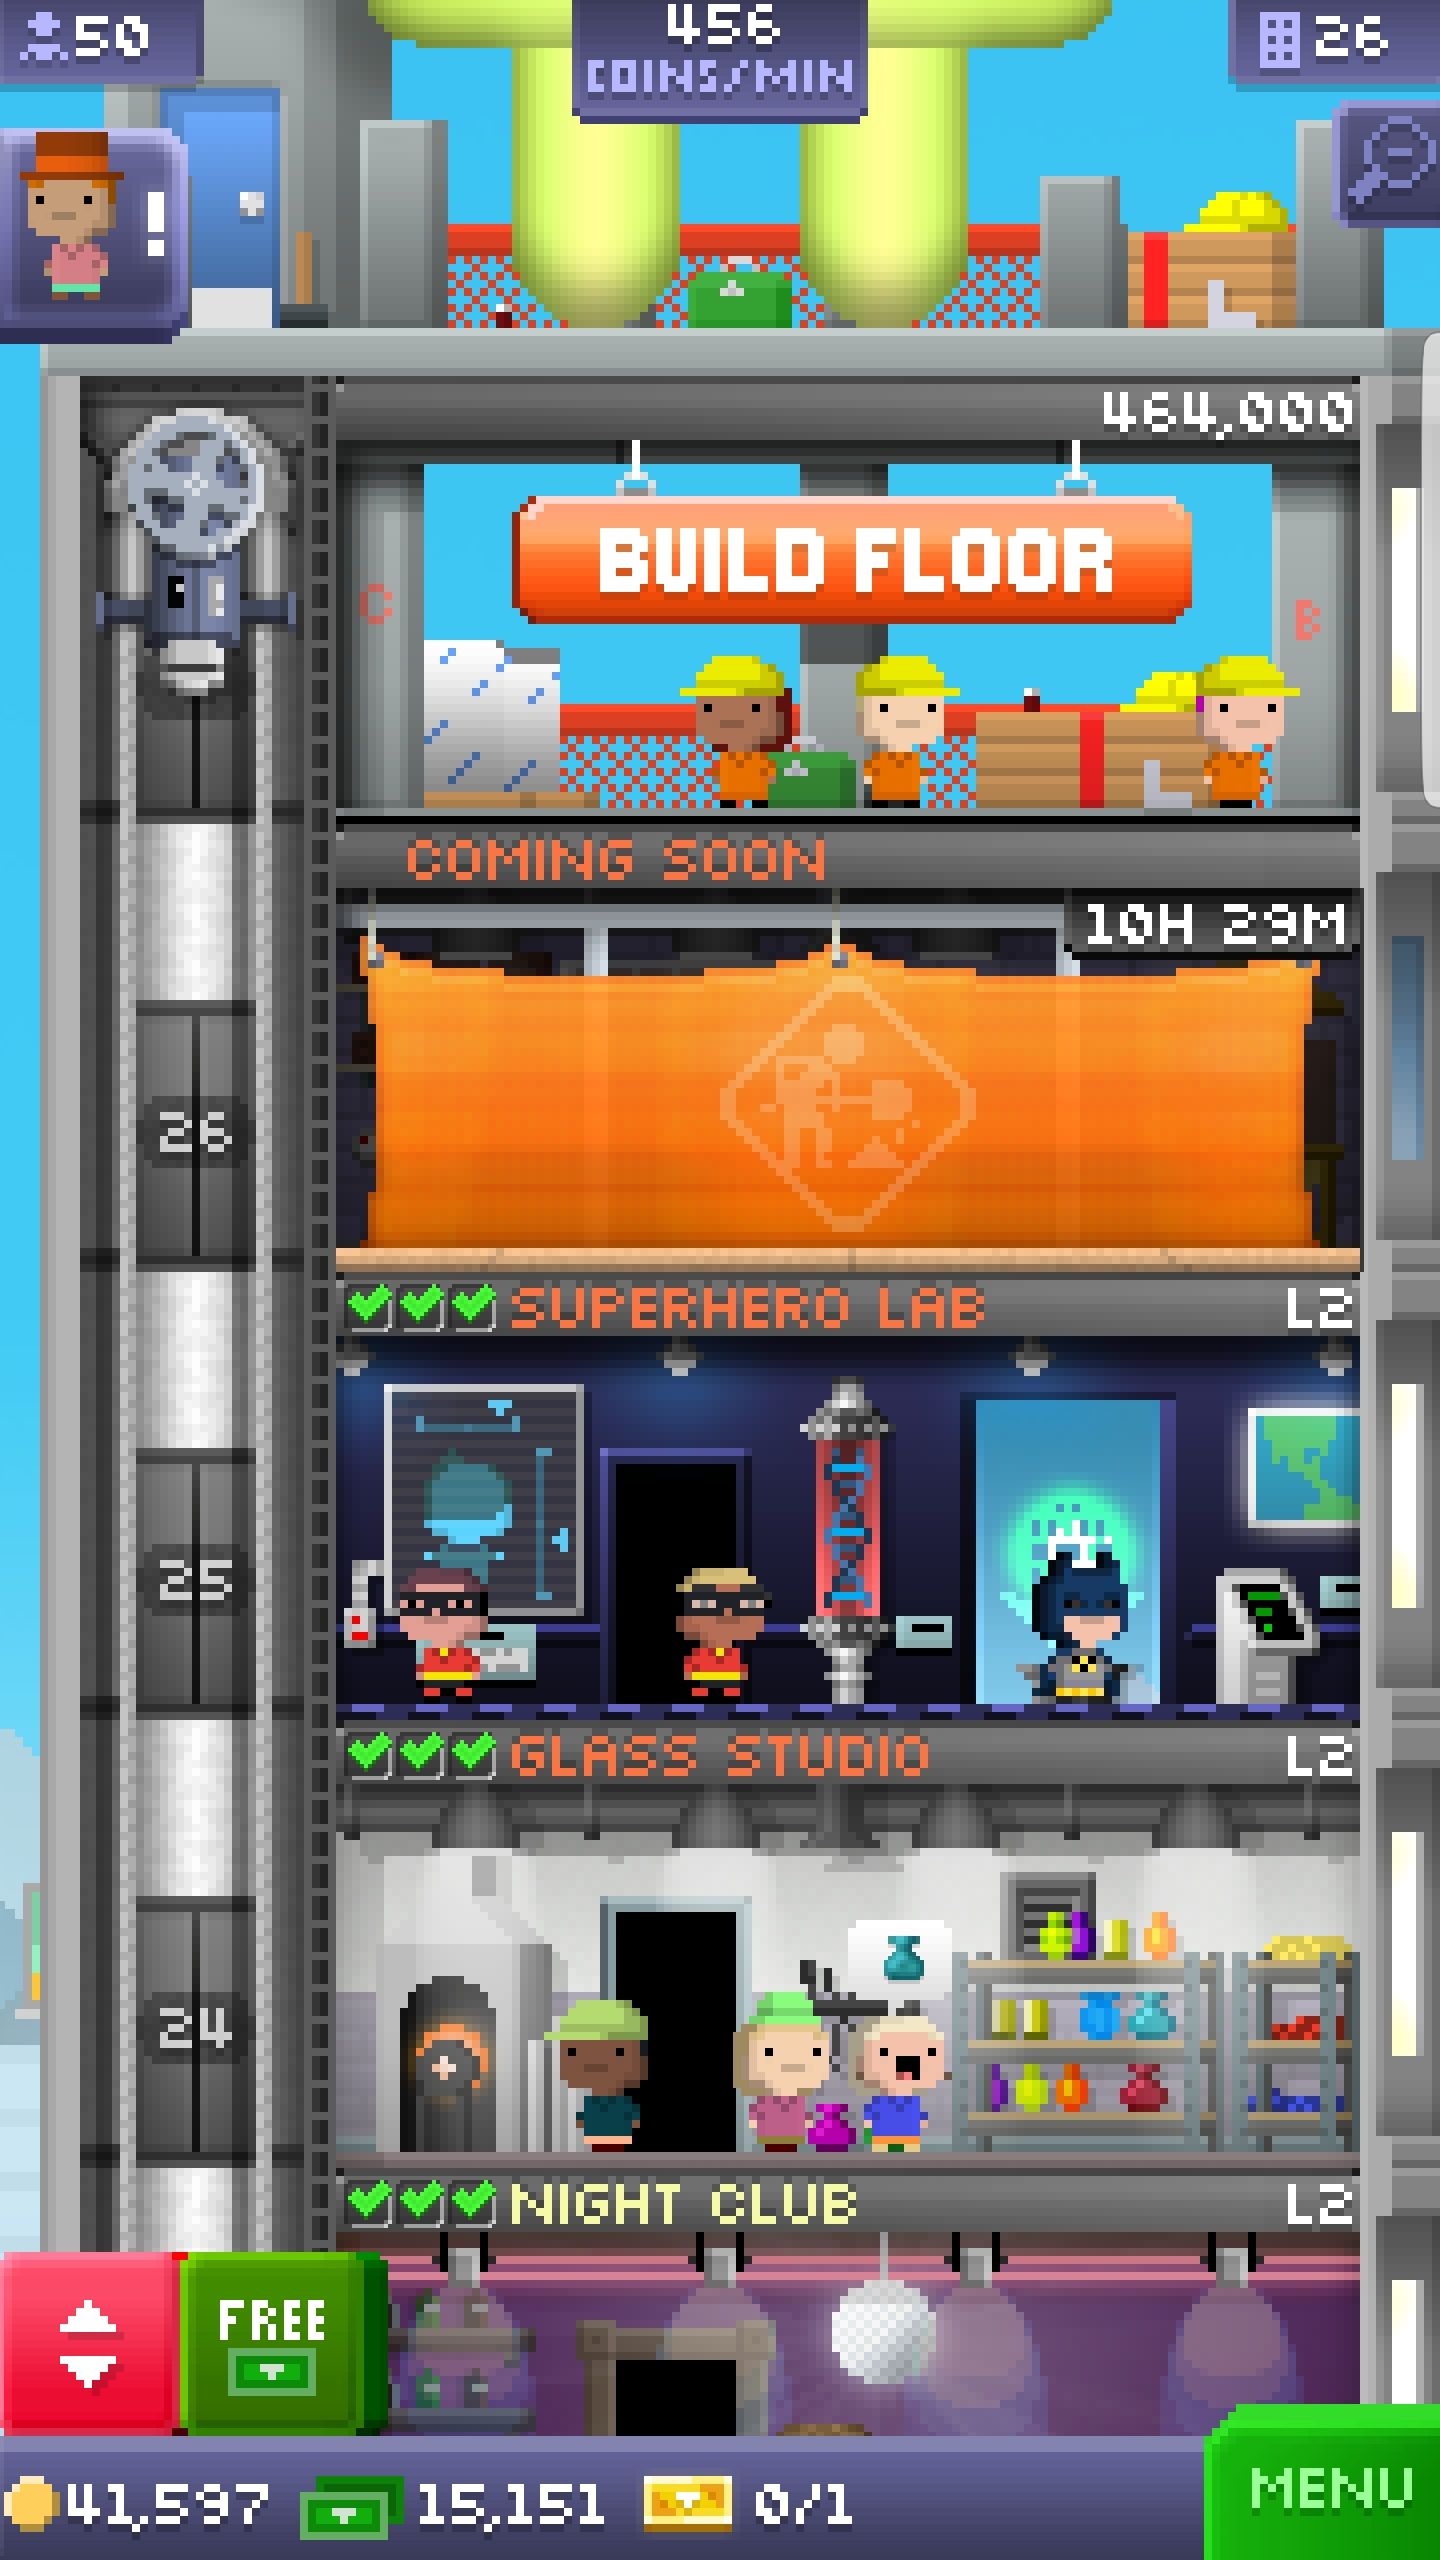 50
456
COINS/MIN
26
!
464,000
BUILD FLOOR
C
B
COMING SOON
10H 29M
26
SUPERHERO LAB L2
25
GLASS STUDIO L2
24
NIGHT CLUB L2
FREE
41,597 15,151 0/1
MENU